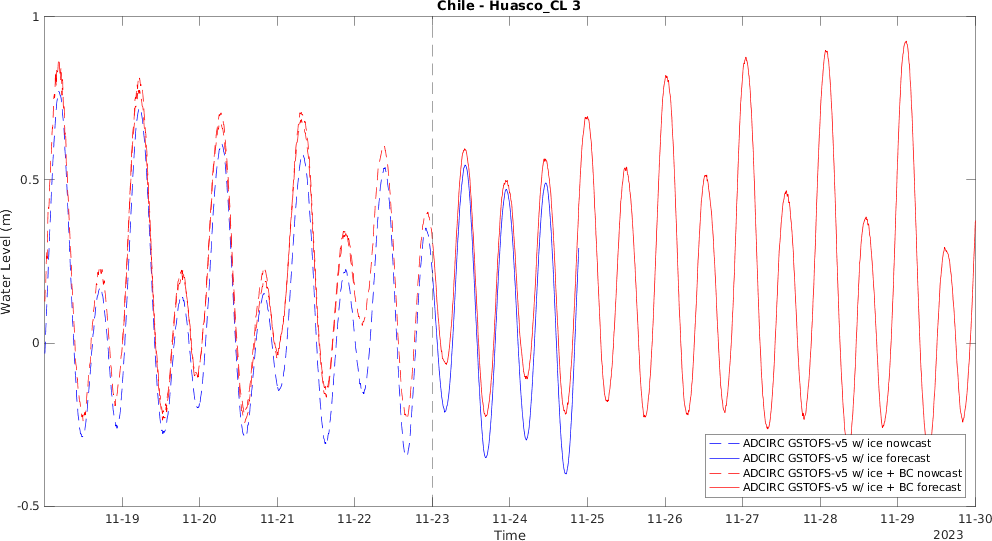 Chile - Huasco_CL 3
1
0.5
0
-0.5
Water Level (m)
11-19 11-20 11-21 11-22 11-23 11-24 11-25 11-26 11-27 11-28 11-29 11-30
Time
2023
ADCIRC GSTOFS-v5 w/ ice nowcast
ADCIRC GSTOFS-v5 w/ ice forecast
ADCIRC GSTOFS-v5 w/ ice + BC nowcast
ADCIRC GSTOFS-v5 w/ ice + BC forecast